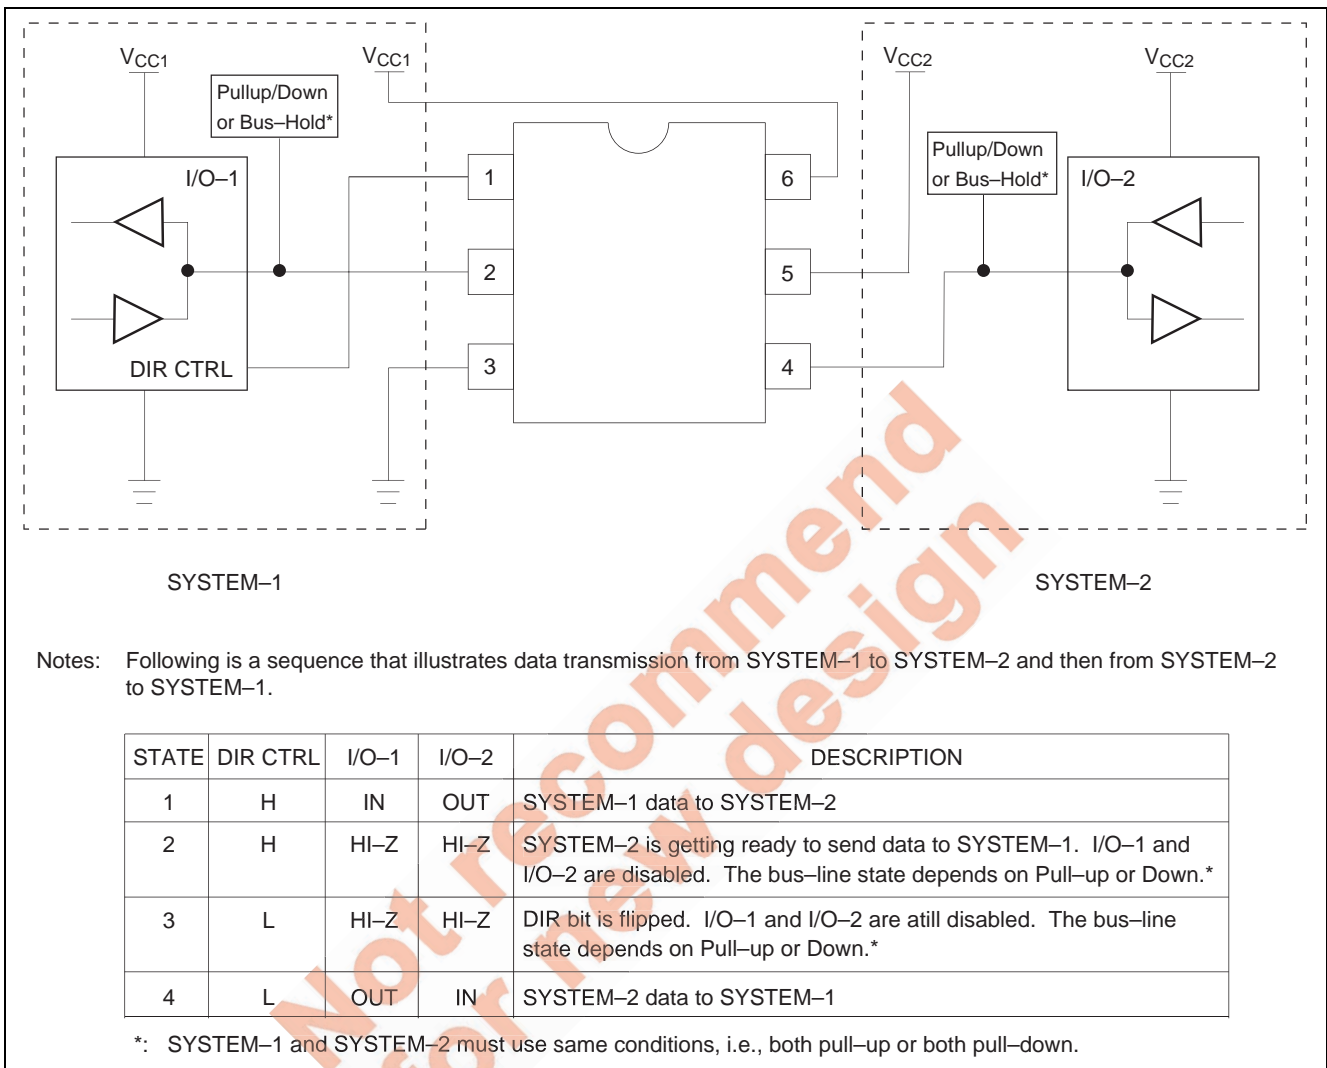 VCC1
VCC1
VCC2
VCC2
Pullup/Down
or Bus–Hold*
Pullup/Down
or Bus–Hold*
I/O–1
1
6
I/O–2
2
5
DIR CTRL
3
4
SYSTEM–1
SYSTEM–2
Notes: Following is a sequence that illustrates data transmission from SYSTEM–1 to SYSTEM–2 and then from SYSTEM–2
to SYSTEM–1.
STATE DIR CTRL I/O–1 I/O–2 DESCRIPTION
1 H IN OUT SYSTEM–1 data to SYSTEM–2
2 H HI–Z HI–Z SYSTEM–2 is getting ready to send data to SYSTEM–1. I/O–1 and
I/O–2 are disabled. The bus–line state depends on Pull–up or Down.*
3 L HI–Z HI–Z DIR bit is flipped. I/O–1 and I/O–2 are atill disabled. The bus–line
state depends on Pull–up or Down.*
4 L OUT IN SYSTEM–2 data to SYSTEM–1
*: SYSTEM–1 and SYSTEM–2 must use same conditions, i.e., both pull–up or both pull–down.
Not recommend
for new design